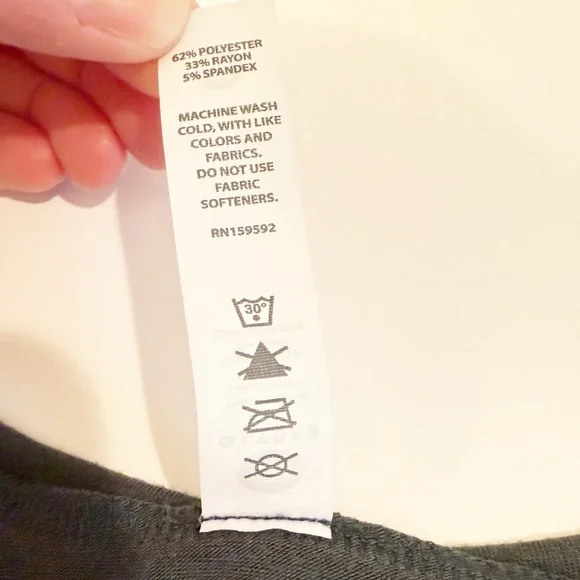 62% POLYESTER
33% RAYON
5% SPANDEX
MACHINE WASH
COLD, WITH LIKE
COLORS AND
FABRICS.
DO NOT USE
FABRIC
SOFTENERS.
RN159592
30°